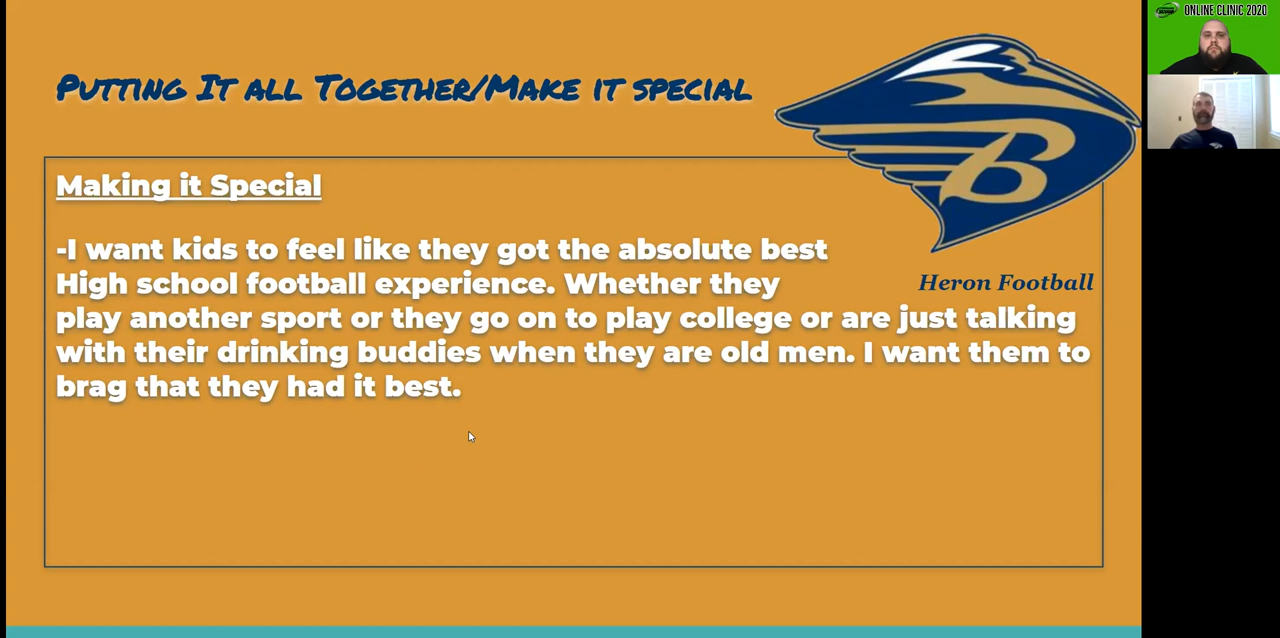 ONLINE CLINIC 2020
Putting It all Together/Make it special
B
Making it Special
-I want kids to feel like they got the absolute best
High school football experience. Whether they
Heron Football
play another sport or they go on to play college or are just talking
with their drinking buddies when they are old men. I want them to
brag that they had it best.